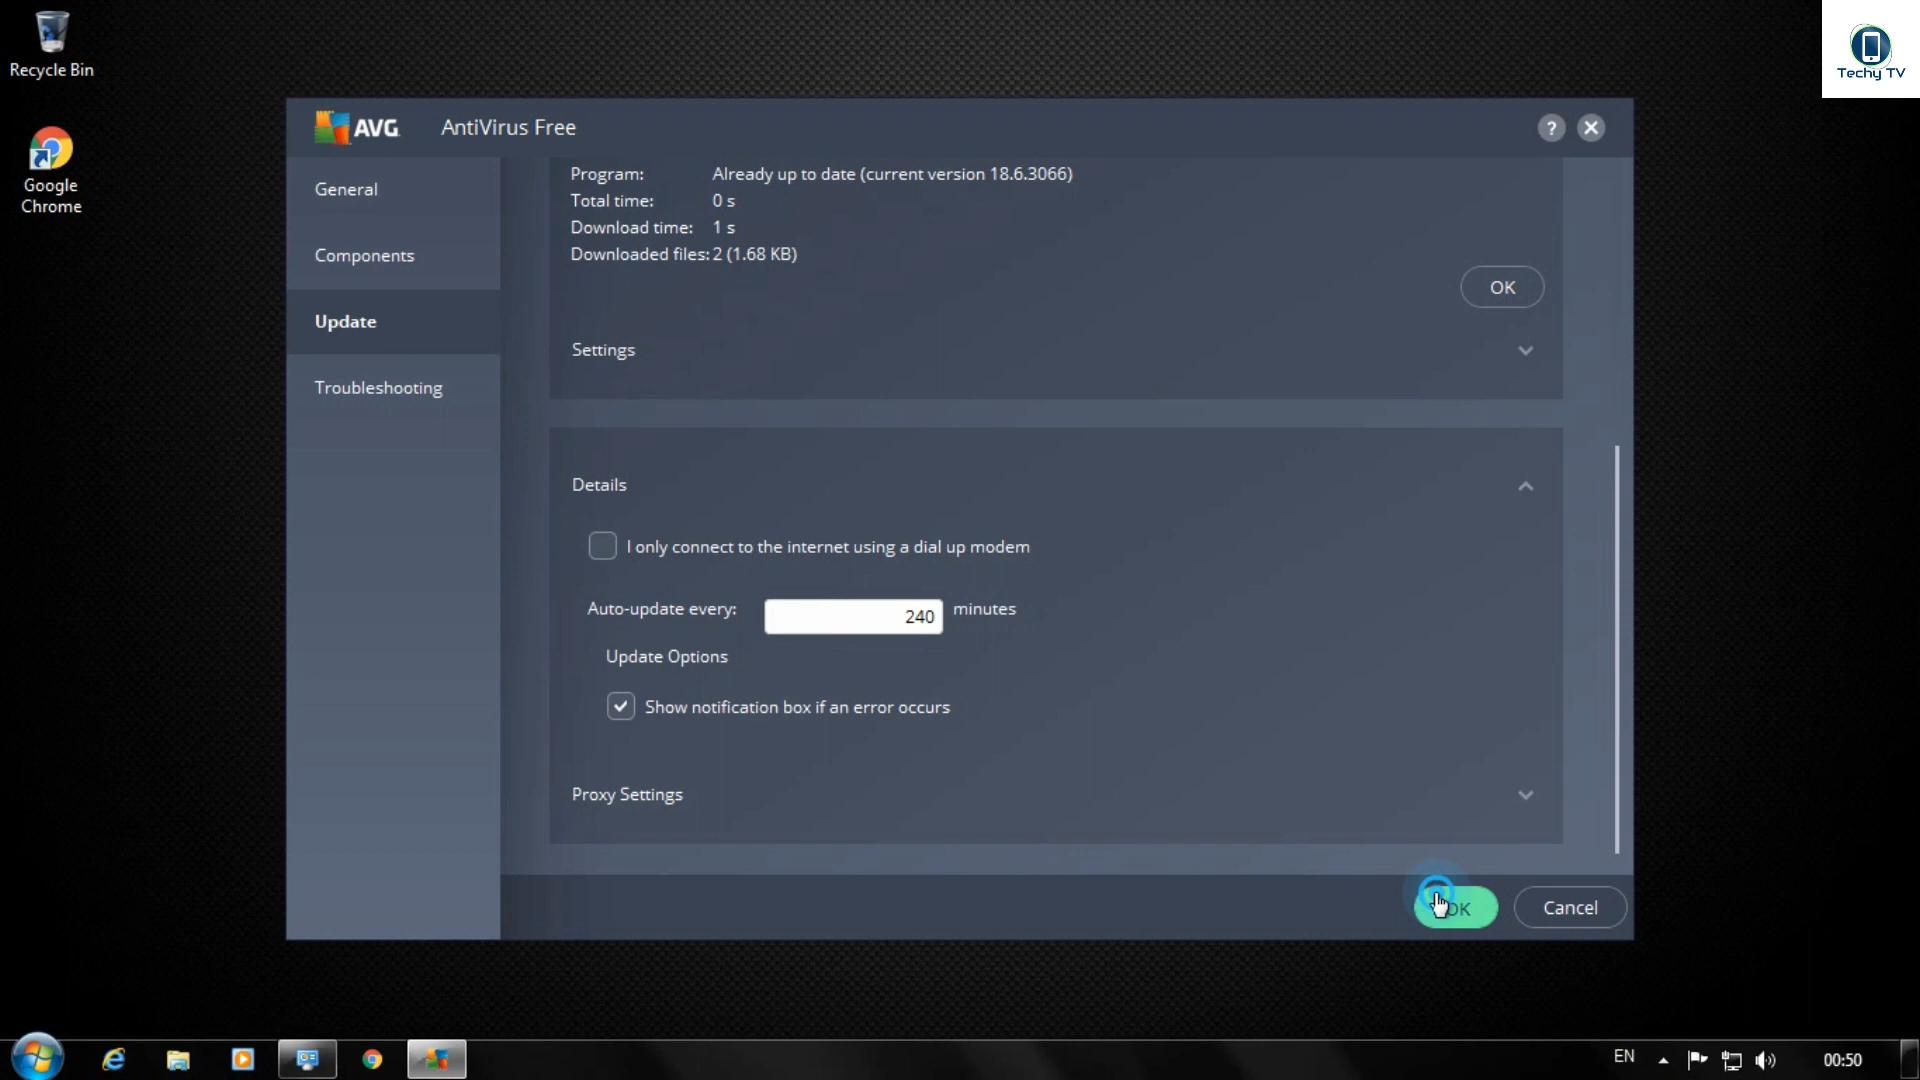 Recycle Bin
Google
Chrome
Techy TV
AVG AntiVirus Free
?
General
Components
Update
Troubleshooting
Program: Already up to date (current version 18.6.3066)
Total time: 0 s
Download time: 1 s
Downloaded files: 2 (1.68 KB)
OK
Settings
Details
I only connect to the internet using a dial up modem
Auto-update every: 240 minutes
Update Options
Show notification box if an error occurs
Proxy Settings
OK Cancel
EN 00:50